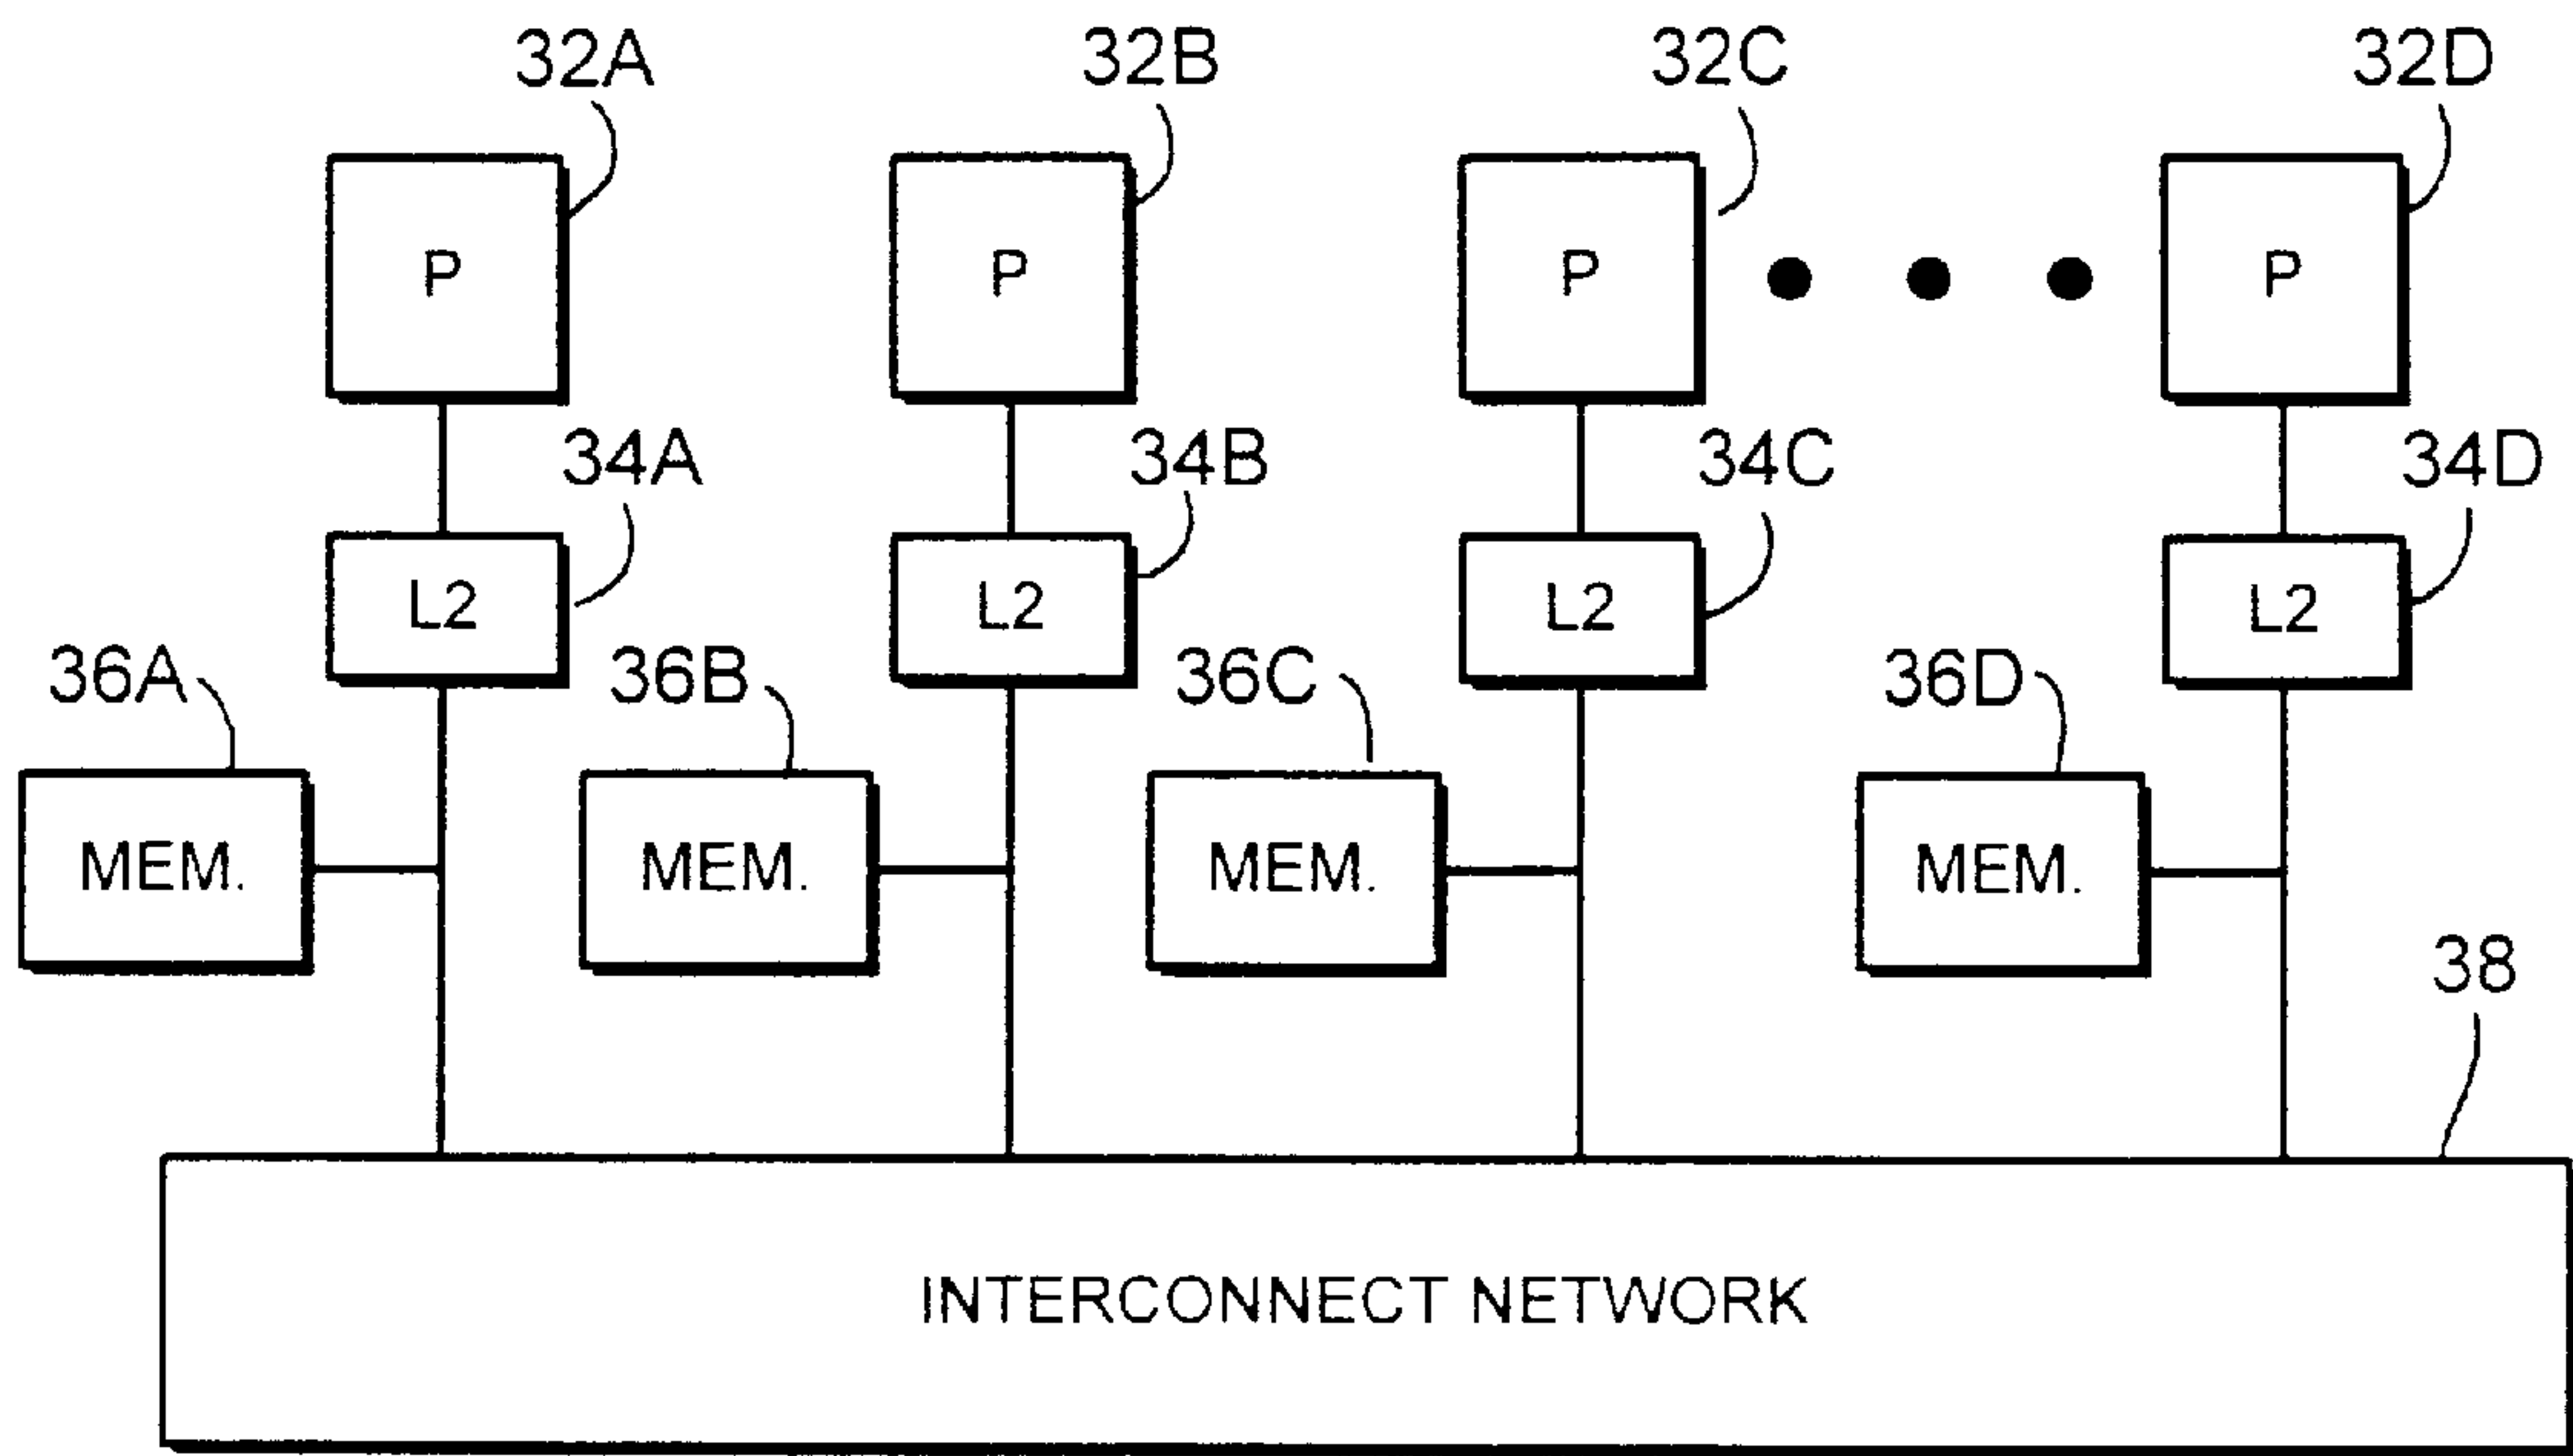 32A 32B 32C 32D
P P P P
34A 34B 34C 34D
L2 L2 L2 L2
36A 36B 36C 36D
MEM. MEM. MEM. MEM.
38
INTERCONNECT NETWORK